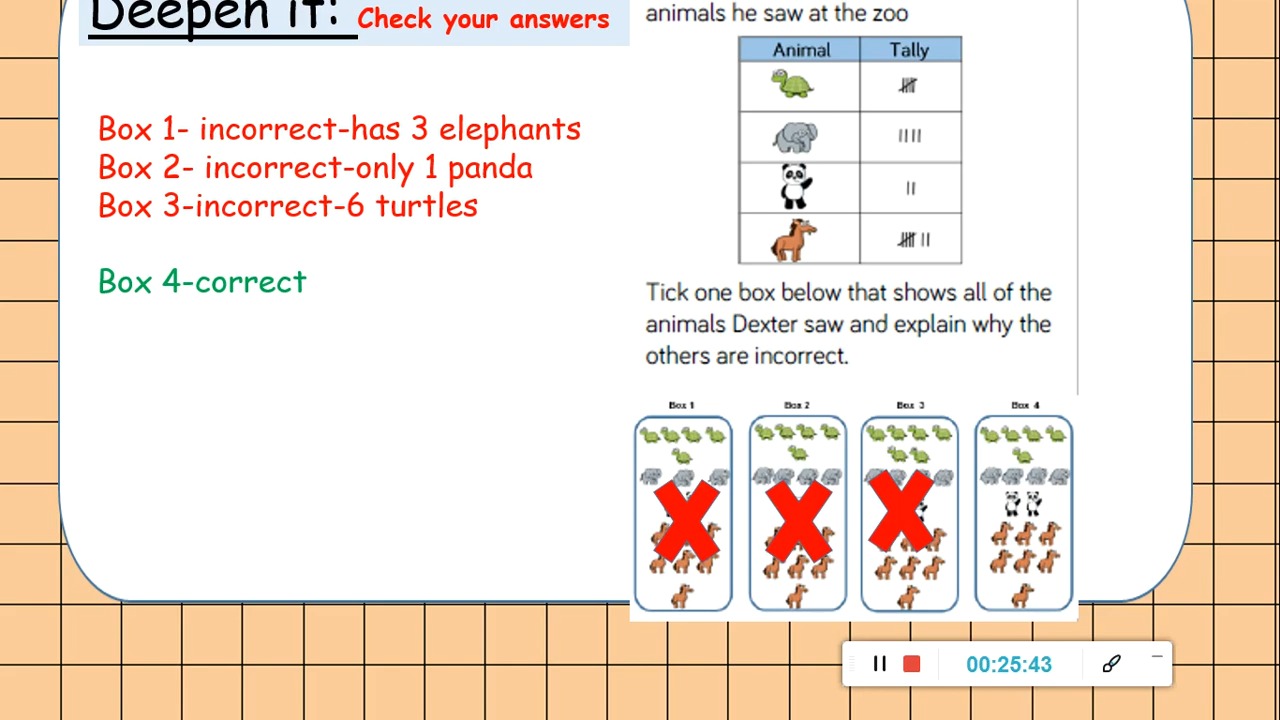 Deepen it: Check your answers
Box 1- incorrect-has 3 elephants
Box 2- incorrect-only 1 panda
Box 3-incorrect-6 turtles
Box 4-correct
animals he saw at the zoo
Animal Tally
Tick one box below that shows all of the
animals Dexter saw and explain why the
others are incorrect.
Box 1 Box 2 Box 3 Box 4
00:25:43